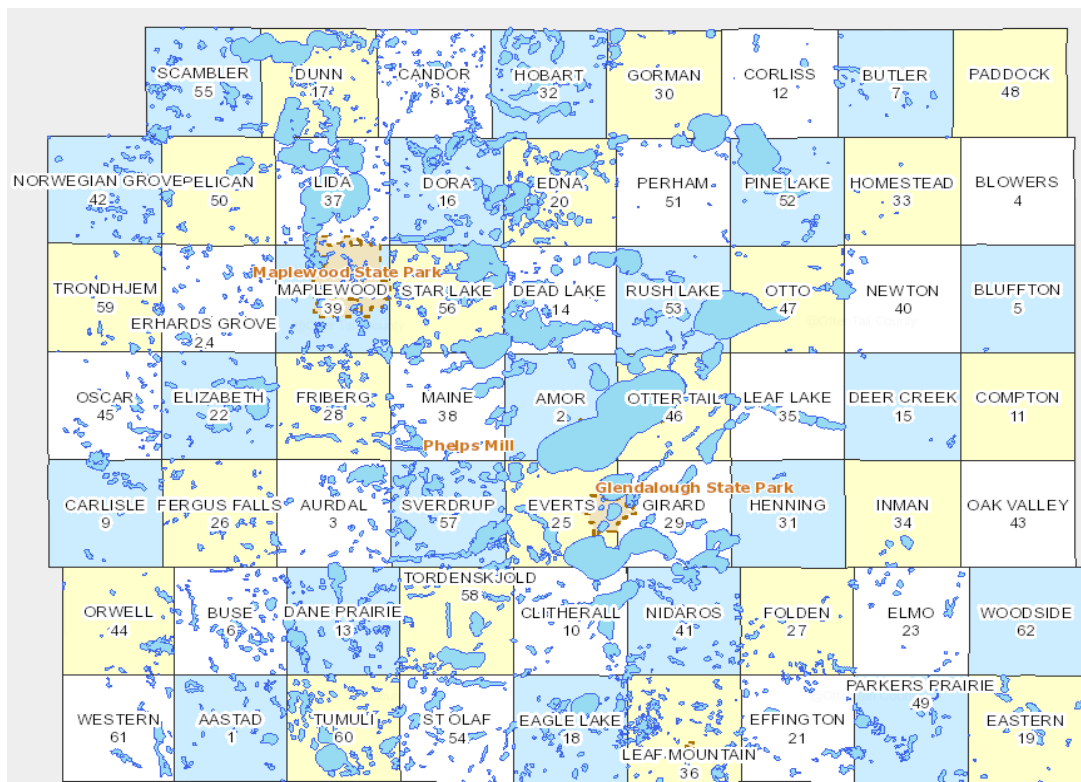 SCAMBLER
55
DUNN
17
CANDOR
8
HOBART
32
GORMAN
30
CORLISS
12
BUTLER
7
PADDOCK
48
NORWEGIAN GROVE
42
PELICAN
50
LIDA
37
DORA
16
EDNA
20
PERHAM
51
PINE LAKE
52
HOMESTEAD
33
BLOWERS
4
TRONDHJEM
59
ERHARDS GROVE
24
Maplewood State Park
MAPLEWOOD
39
STAR LAKE
56
DEAD LAKE
14
RUSH LAKE
53
OTTO
47
NEWTON
40
BLUFFTON
5
OSCAR
45
ELIZABETH
22
FRIBERG
28
MAINE
38
AMOR
2
OTTER TAIL
46
LEAF LAKE
35
DEER CREEK
15
COMPTON
11
Phelps Mill
CARLISLE
9
FERGUS FALLS
26
AURDAL
3
SVERDRUP
57
EVERTS
25
Glendalough State Park
GIRARD
29
HENNING
31
INMAN
34
OAK VALLEY
43
ORWELL
44
BUSE
6
DANE PRAIRIE
13
TORDENSKJOLD
58
CLITHERALL
10
NIDAROS
41
FOLDEN
27
ELMO
23
WOODSIDE
62
WESTERN
61
AASTAD
1
TUMULI
60
ST OLAF
54
EAGLE LAKE
18
LEAF MOUNTAIN
36
EFFINGTON
21
PARKERS PRAIRIE
49
EASTERN
19